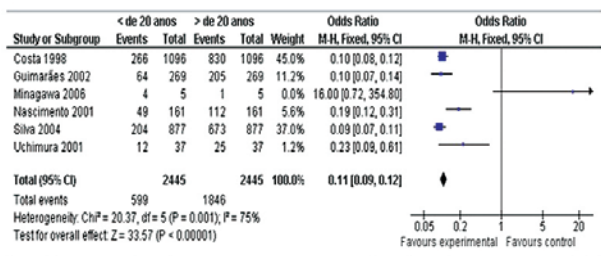 < de 20 anos > de 20 anos Odds Ratio Odds Ratio
Study or Subgroup Events Total Events Total Weight M-H, Fixed, 95% CI M-H, Fixed, 95% CI
Costa 1998 266 1096 830 1096 45.0% 0.10 [0.08, 0.12]
Guimarães 2002 64 269 205 269 11.2% 0.10 [0.07, 0.14]
Minagawa 2006 4 5 1 5 0.0% 16.00 [0.72, 354.80]
Nascimento 2001 49 161 112 161 5.6% 0.19 [0.12, 0.31]
Silva 2004 204 877 673 877 37.0% 0.09 [0.07, 0.11]
Uchimura 2001 12 37 25 37 1.2% 0.23 [0.09, 0.61]
Total (95% CI) 2445 2445 100.0% 0.11 [0.09, 0.12]
Total events 599 1846
Heterogeneity: Chi² = 20.37, df = 5 (P = 0.001); I² = 75%
Test for overall effect: Z = 33.57 (P < 0.00001)
0.05 0.2 1 5 20
Favours experimental Favours control